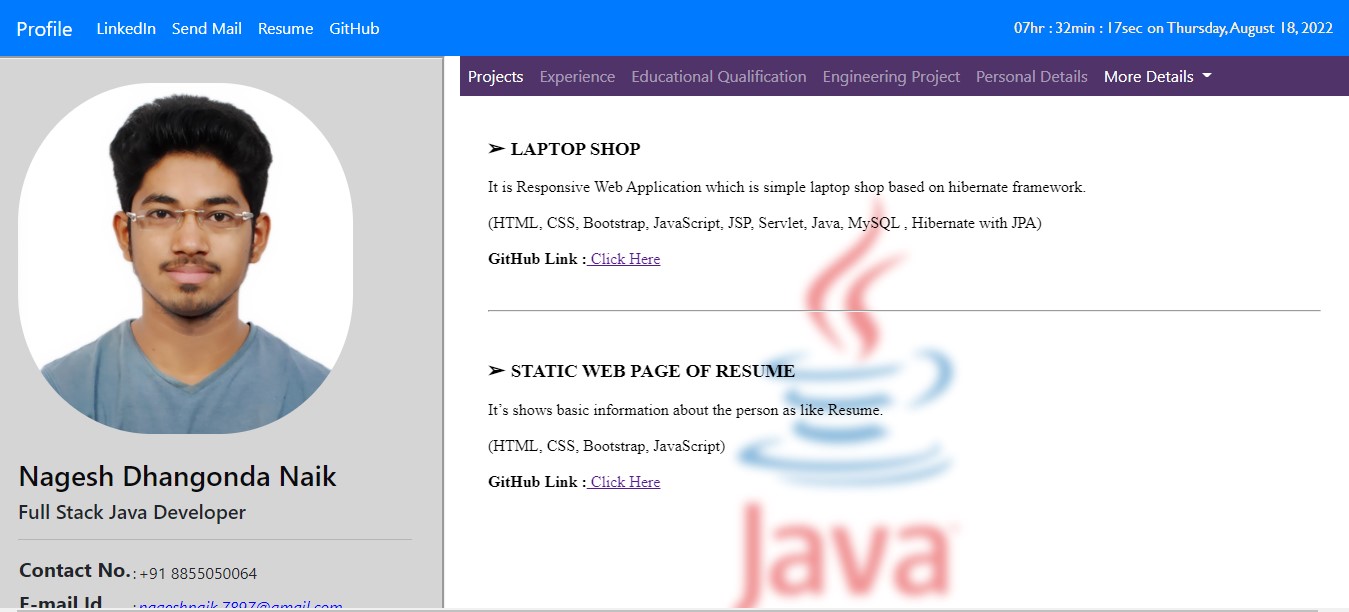 Profile LinkedIn Send Mail Resume GitHub 07hr : 32min : 17sec on Thursday, August 18, 2022
Projects Experience Educational Qualification Engineering Project Personal Details More Details
➢ LAPTOP SHOP
It is Responsive Web Application which is simple laptop shop based on hibernate framework.
(HTML, CSS, Bootstrap, JavaScript, JSP, Servlet, Java, MySQL , Hibernate with JPA)
GitHub Link : Click Here
➢ STATIC WEB PAGE OF RESUME
It’s shows basic information about the person as like Resume.
(HTML, CSS, Bootstrap, JavaScript)
GitHub Link : Click Here
Java
Nagesh Dhangonda Naik
Full Stack Java Developer
Contact No. : +91 8855050064
E-mail Id : nageshnaik.7897@gmail.com